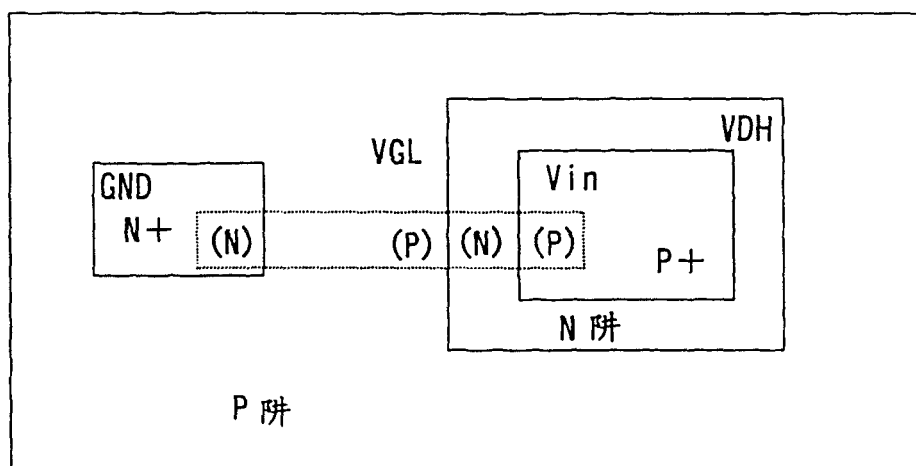 VDH
VGL
Vin
GND
N+
(N)
(P)
(N)
(P)
P+
N 阱
P 阱